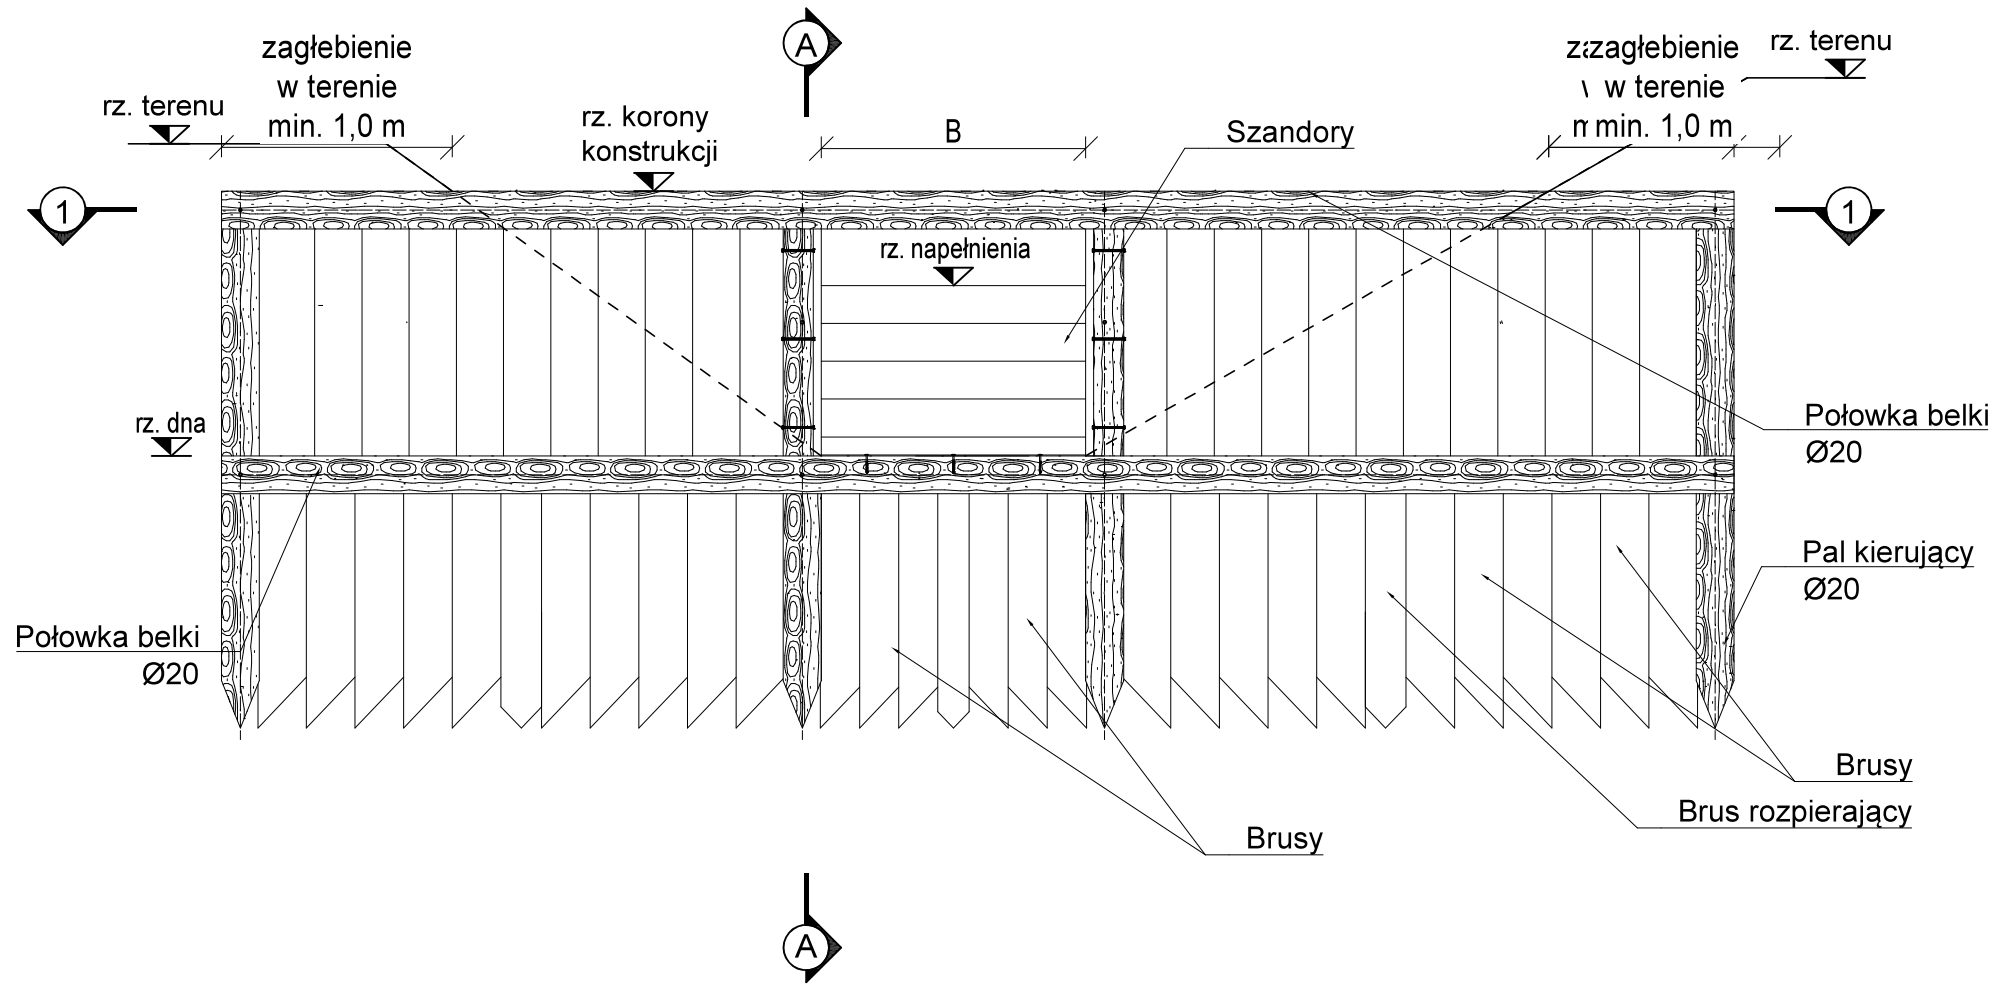 A
zagłebienie
w terenie
min. 1,0 m
rz. terenu
rz. korony
konstrukcji
B
Szandory
zazagłebienie
w terenie
min. 1,0 m
rz. terenu
1
1
rz. napełnienia
rz. dna
Połowka belki
Ø20
Pal kierujący
Ø20
Połowka belki
Ø20
Brusy
Brus rozpierający
Brusy
A